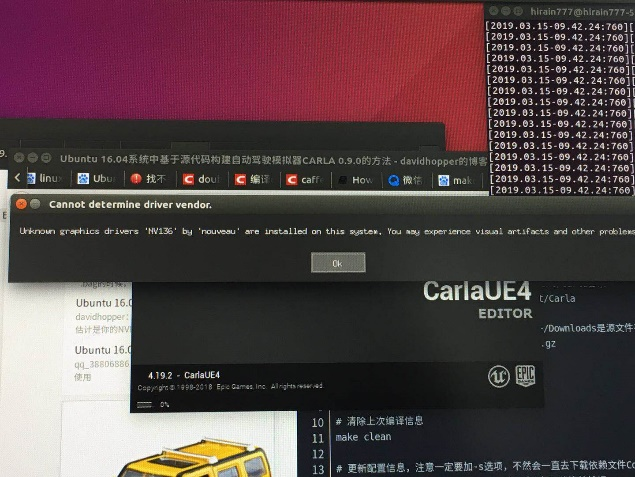 hirain777@hirain777-5
[2019.03.15-09.42.24:760][
[2019.03.15-09.42.24:760][
[2019.03.15-09.42.24:760][
[2019.03.15-09.42.24:760][
[2019.03.15-09.42.24:760][
[2019.03.15-09.42.24:760][
[2019.03.15-09.42.24:760][
[2019.03.15-09.42.24:760][
[2019.03.15-09.42.24:760][
[2019.03.15-09.42.24:760][
[2019.03.15-09.42.24:760][
[2019.03.15-09.42.24:760][
[2019.03.15-09.42.24:760][
[2019.03.15-09.42.24:760][
9.
Ubuntu 16.04系统中基于源代码构建自动驾驶模拟器CARLA 0.9.0的方法 - davidhopper的博客
linux
Ubu
找不
dou
编译
caffe
How
微信
mak
Cannot determine driver vendor.
Unknown graphics drivers 'NV136' by 'nouveau' are installed on this system. You may experience visual artifacts and other problems
Ok
CarlaUE4
EDITOR
t/Carla
~/Downloads是源文件
.gz
Ubuntu 16.0
davidhopper:
估计是你的NVI
Ubuntu 16.0
qq_38806886
使用
4.19.2 - CarlaUE4
Copyright © 1998-2018 Epic Games, Inc. All rights reserved
EPIC
GAMES
0%
10 # 清除上次编译信息
11 make clean
12
13 # 更新配置信息，注意一定要加-s选项，不然会一直去下载依赖文件Co